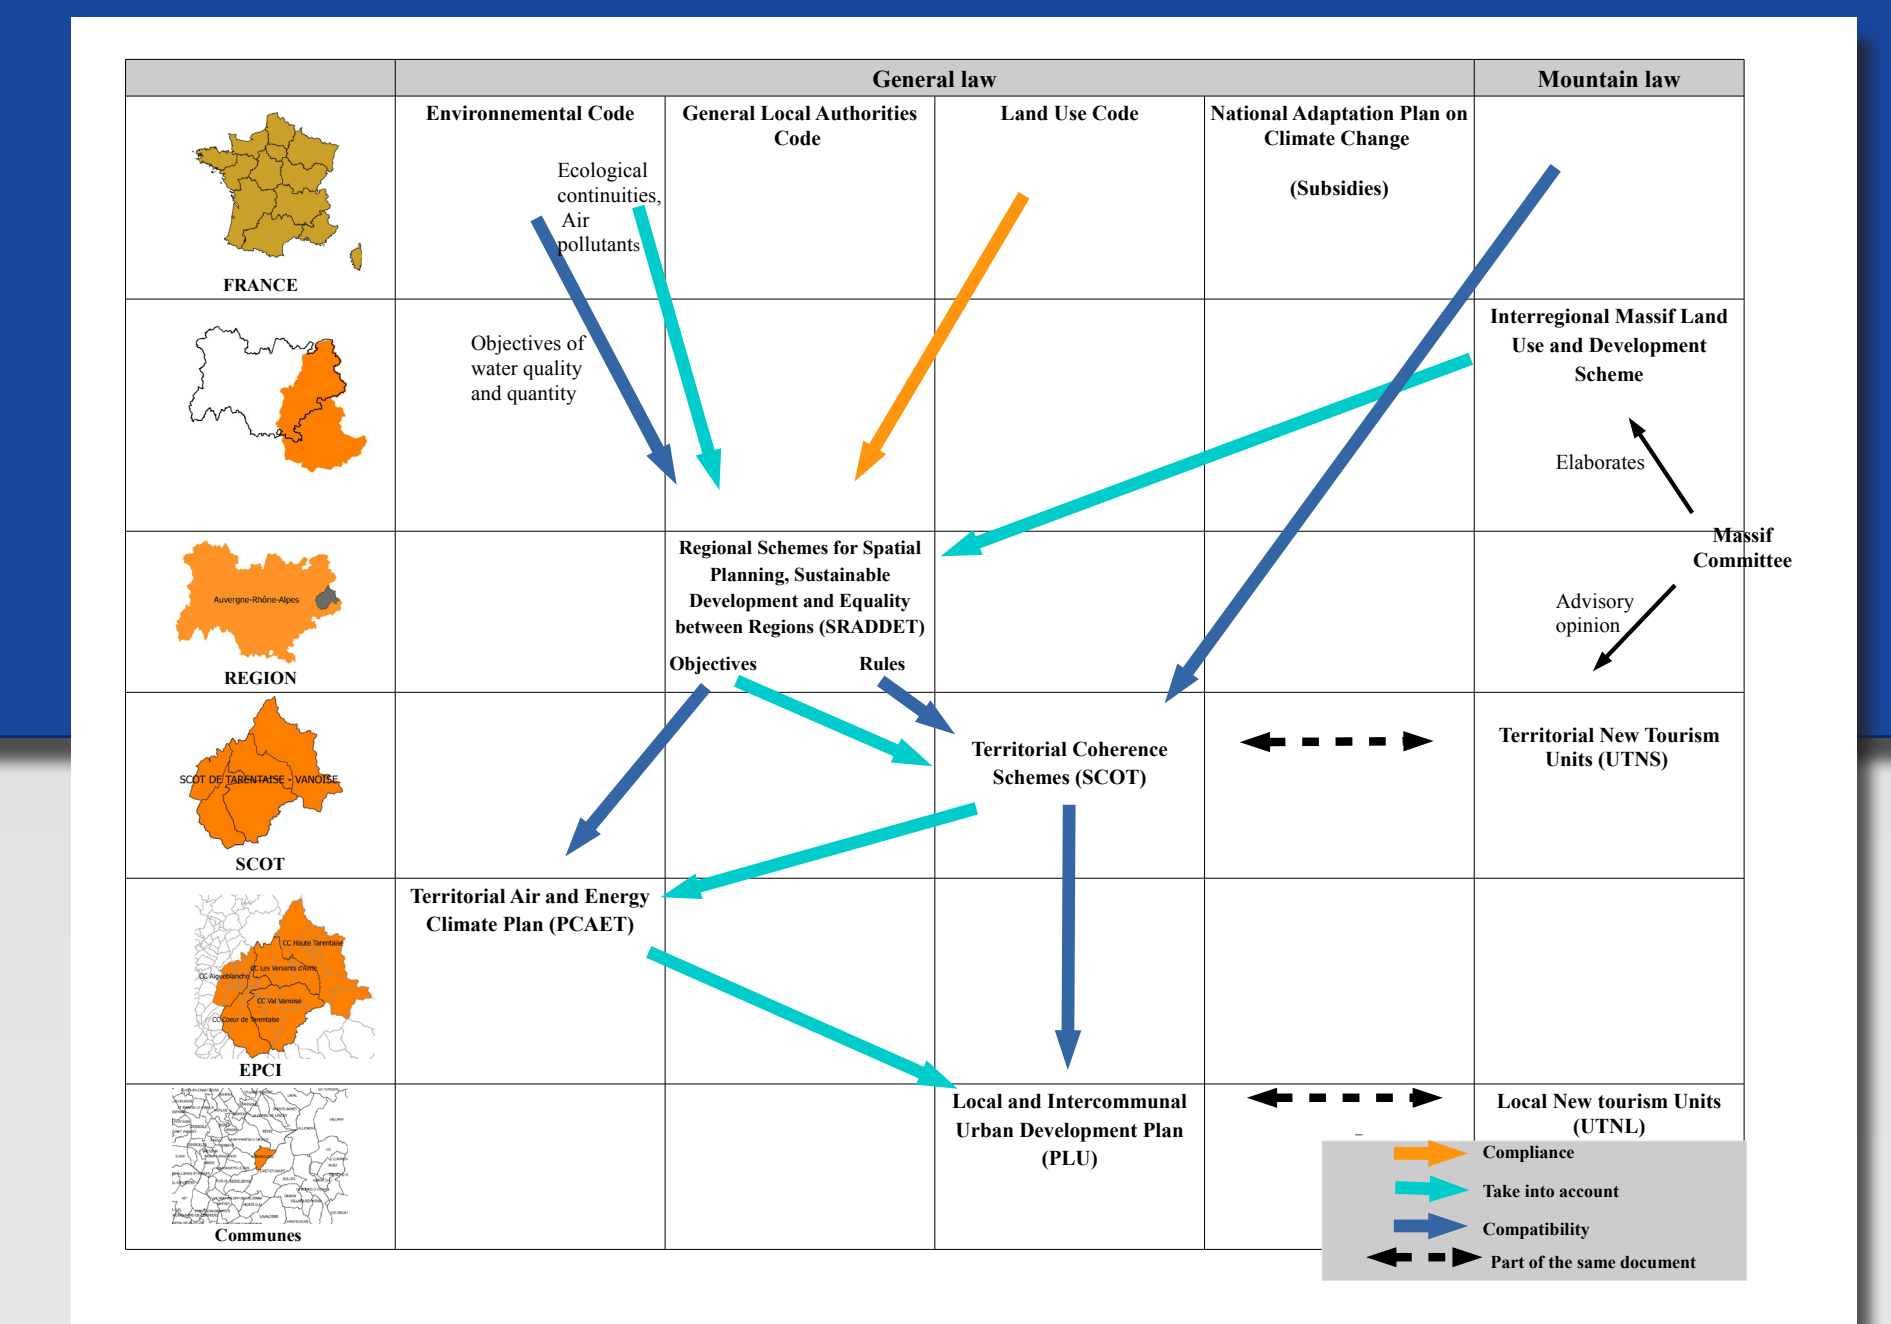 General law
Mountain law
Environnemental Code
General Local Authorities
Code
Land Use Code
National Adaptation Plan on
Climate Change
(Subsidies)
Ecological
continuities,
Air
pollutants
FRANCE
Objectives of
water quality
and quantity
Interregional Massif Land
Use and Development
Scheme
Elaborates
Massif
Committee
Advisory
opinion
Auvergne-Rhône-Alpes
REGION
Regional Schemes for Spatial
Planning, Sustainable
Development and Equality
between Regions (SRADDET)
Objectives
Rules
SCOT DE TARENTAISE - VANOISE
SCOT
Territorial Coherence
Schemes (SCOT)
Territorial New Tourism
Units (UTNS)
CC Haute Tarentaise
CC Les Versants d'Aime
CC Aigueblanche
CC Val Vanoise
CC Coeur de Tarentaise
EPCI
Territorial Air and Energy
Climate Plan (PCAET)
Communes
Local and Intercommunal
Urban Development Plan
(PLU)
Local New tourism Units
(UTNL)
Compliance
Take into account
Compatibility
Part of the same document